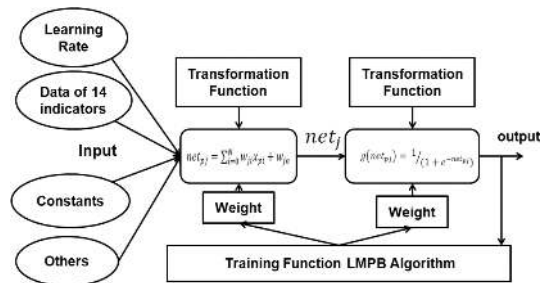 Learning
Rate
Data of 14
indicators
Input
Constants
Others
Transformation
Function
Transformation
Function
net_j
output
Weight
Weight
Training Function LMPB Algorithm